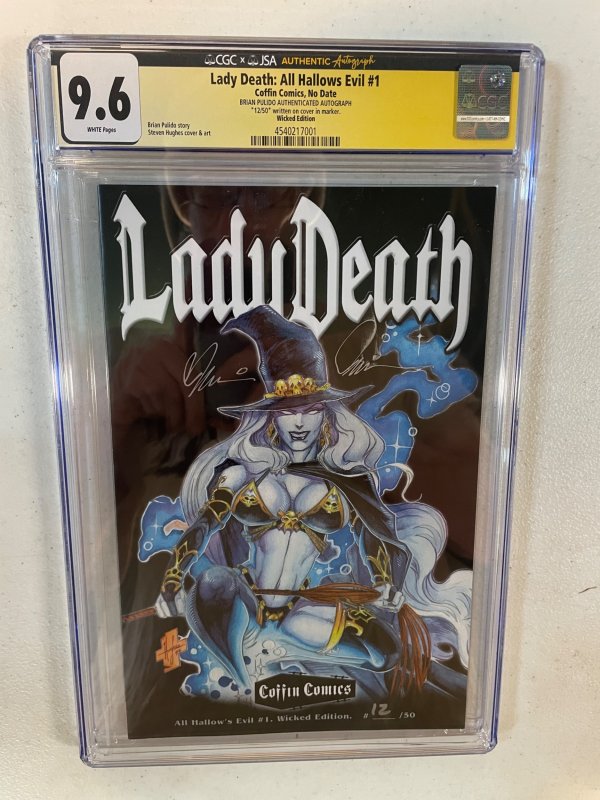 CGC × JSA AUTHENTIC Autograph
9.6
WHITE Pages
Lady Death: All Hallows Evil #1
Coffin Comics, No Date
BRIAN PULIDO AUTHENTICATED AUTOGRAPH
"12/50" written on cover in marker.
Wicked Edition
Brian Pulido story
Steven Hughes cover & art
4540217001
CGC
Lady Death
Coffin Comics
All Hallow's Evil #1. Wicked Edition. # 12 /50